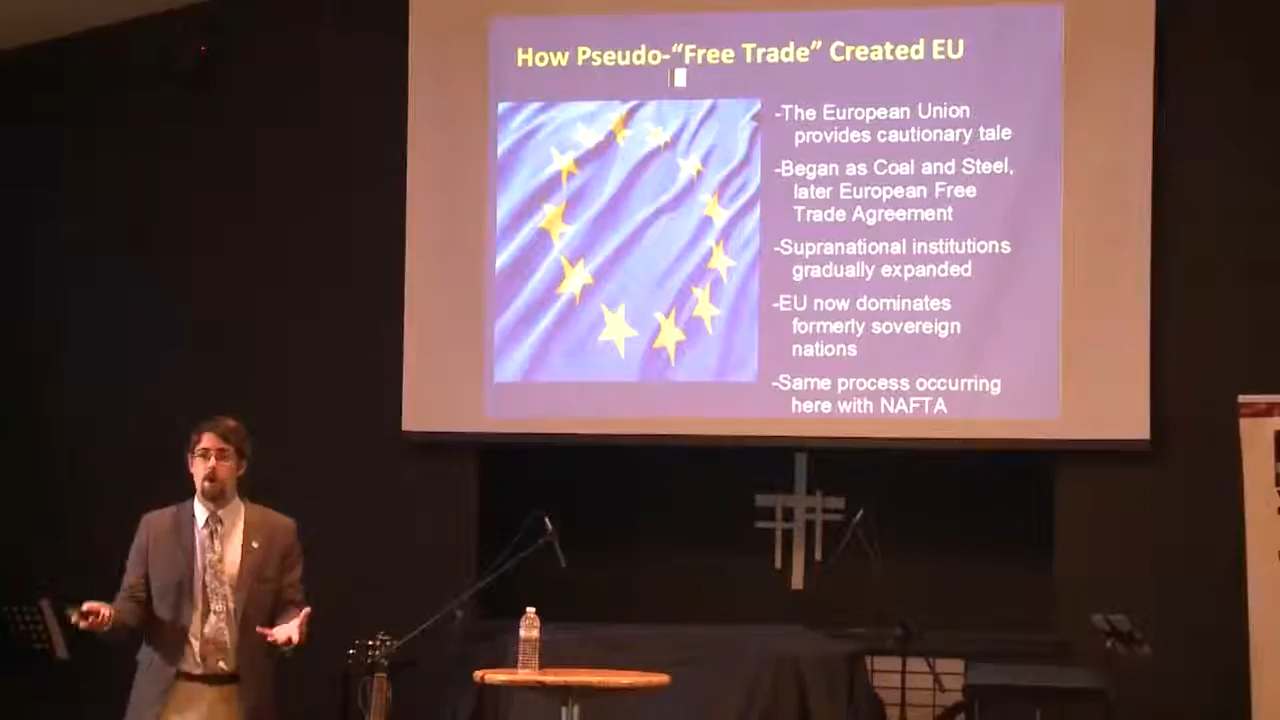 How Pseudo-“Free Trade” Created EU
-The European Union
provides cautionary tale
-Began as Coal and Steel,
later European Free
Trade Agreement
-Supranational institutions
gradually expanded
-EU now dominates
formerly sovereign
nations
-Same process occurring
here with NAFTA